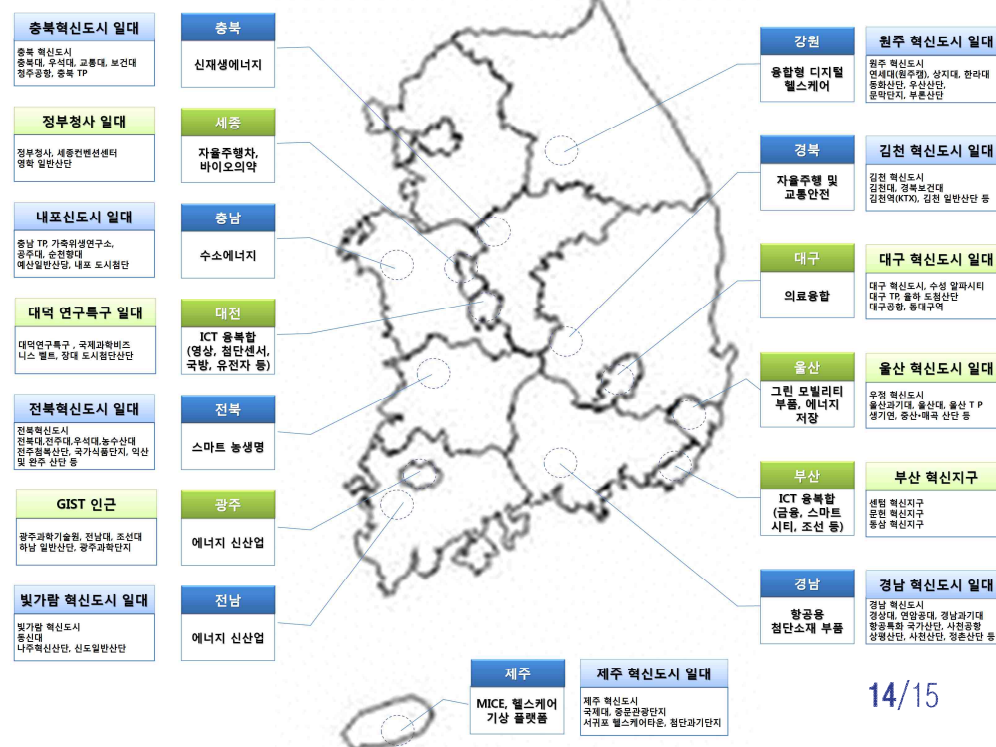 충북혁신도시 일대
충북 혁신도시
충북대, 우석대, 교통대, 보건대
청주공항, 충북 TP
충북
신재생에너지
정부청사 일대
정부청사, 세종컨벤션센터
영학 일반산단
세종
자율주행차,
바이오의약
내포신도시 일대
충남 TP, 가축위생연구소,
공주대, 순천향대
예산일반산당, 내포 도시첨단
충남
수소에너지
대덕 연구특구 일대
대덕연구특구 , 국제과학비즈
니스 벨트, 장대 도시첨단산단
대전
ICT 융복합
(영상, 첨단센서,
국방, 유전자 등)
전북혁신도시 일대
전북혁신도시
전북대,전주대,우석대,농수산대
전주첨복산단, 국가식품단지, 익산
및 완주 산단 등
전북
스마트 농생명
GIST 인근
광주과학기술원, 전남대, 조선대
하남 일반산단, 광주과학단지
광주
에너지 신산업
빛가람 혁신도시 일대
빛가람 혁신도시
동신대
나주혁신산단, 신도일반산단
전남
에너지 신산업
강원
융합형 디지털
헬스케어
원주 혁신도시 일대
원주 혁신도시
연세대(원주캠), 상지대, 한라대
동화산단, 우산산단,
문막단지, 부론산단
경북
자율주행 및
교통안전
김천 혁신도시 일대
김천 혁신도시
김천대, 경북보건대
김천역(KTX), 김천 일반산단 등
대구
의료융합
대구 혁신도시 일대
대구 혁신도시, 수성 알파시티
대구 TP, 율하 도첨산단
대구공항, 동대구역
울산
그린 모빌리티
부품, 에너지
저장
울산 혁신도시 일대
우정 혁신도시
울산과기대, 울산대, 울산 T P
생기연, 중산•매곡 산단 등
부산
ICT 융복합
(금융, 스마트
시티, 조선 등)
부산 혁신지구
센텀 혁신지구
문현 혁신지구
동삼 혁신지구
경남
항공용
첨단소재 부품
경남 혁신도시 일대
경남 혁신도시
경상대, 연암공대, 경남과기대
항공특화 국가산단, 사천공항
상평산단, 사천산단, 정촌산단 등
제주
MICE, 헬스케어
기상 플랫폼
제주 혁신도시 일대
제주 혁신도시
국제대, 중문관광단지
서귀포 헬스케어타운, 첨단과기단지
14/15